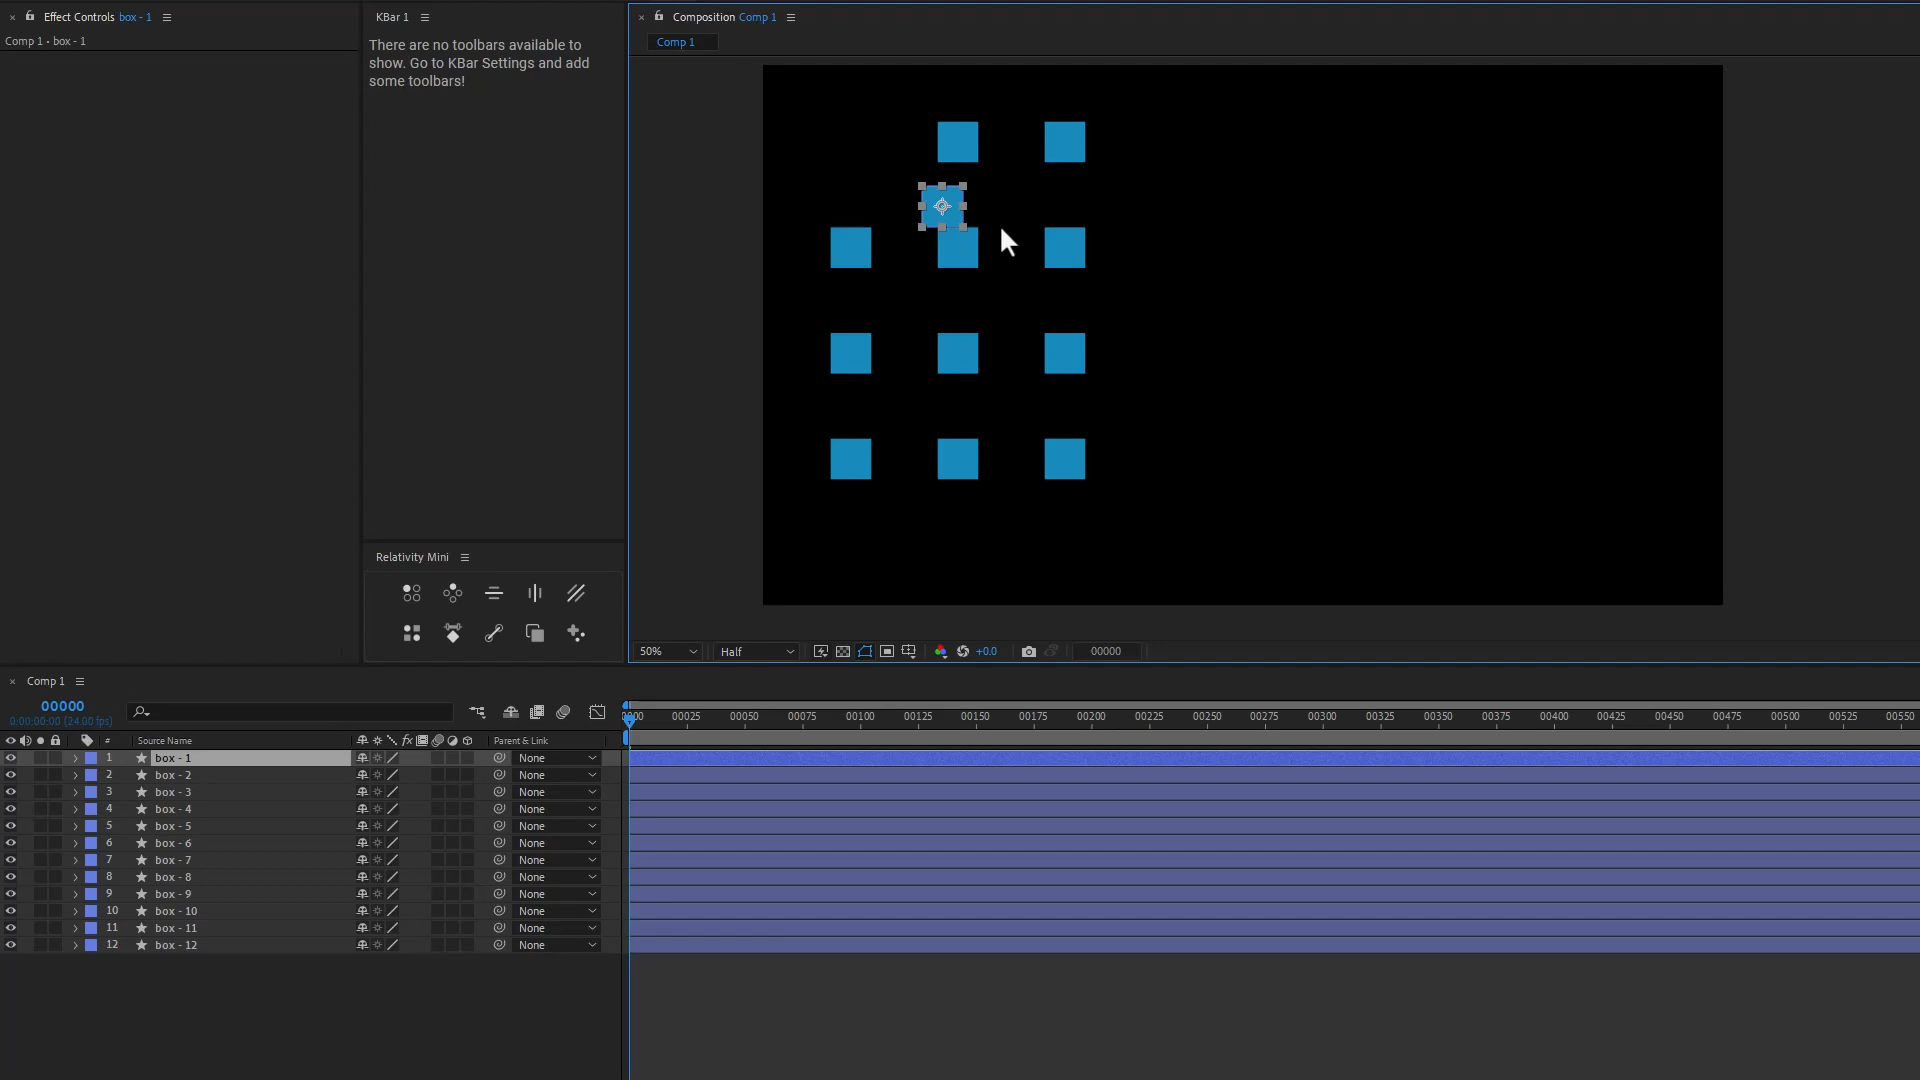 Effect Controls box - 1
Comp 1 • box - 1
KBar 1
There are no toolbars available to
show. Go to KBar Settings and add
some toolbars!
Relativity Mini
Composition Comp 1
Comp 1
50%
Half
+0.0
00000
Comp 1
00000
0:00:00:00 (24.00 fps)
# Source Name
fx
Parent & Link
0000 00025 00050 00075 00100 00125 00150 00175 00200 00225 00250 00275 00300 00325 00350 00375 00400 00425 00450 00475 00500 00525 00550
1 box - 1 None
2 box - 2 None
3 box - 3 None
4 box - 4 None
5 box - 5 None
6 box - 6 None
7 box - 7 None
8 box - 8 None
9 box - 9 None
10 box - 10 None
11 box - 11 None
12 box - 12 None